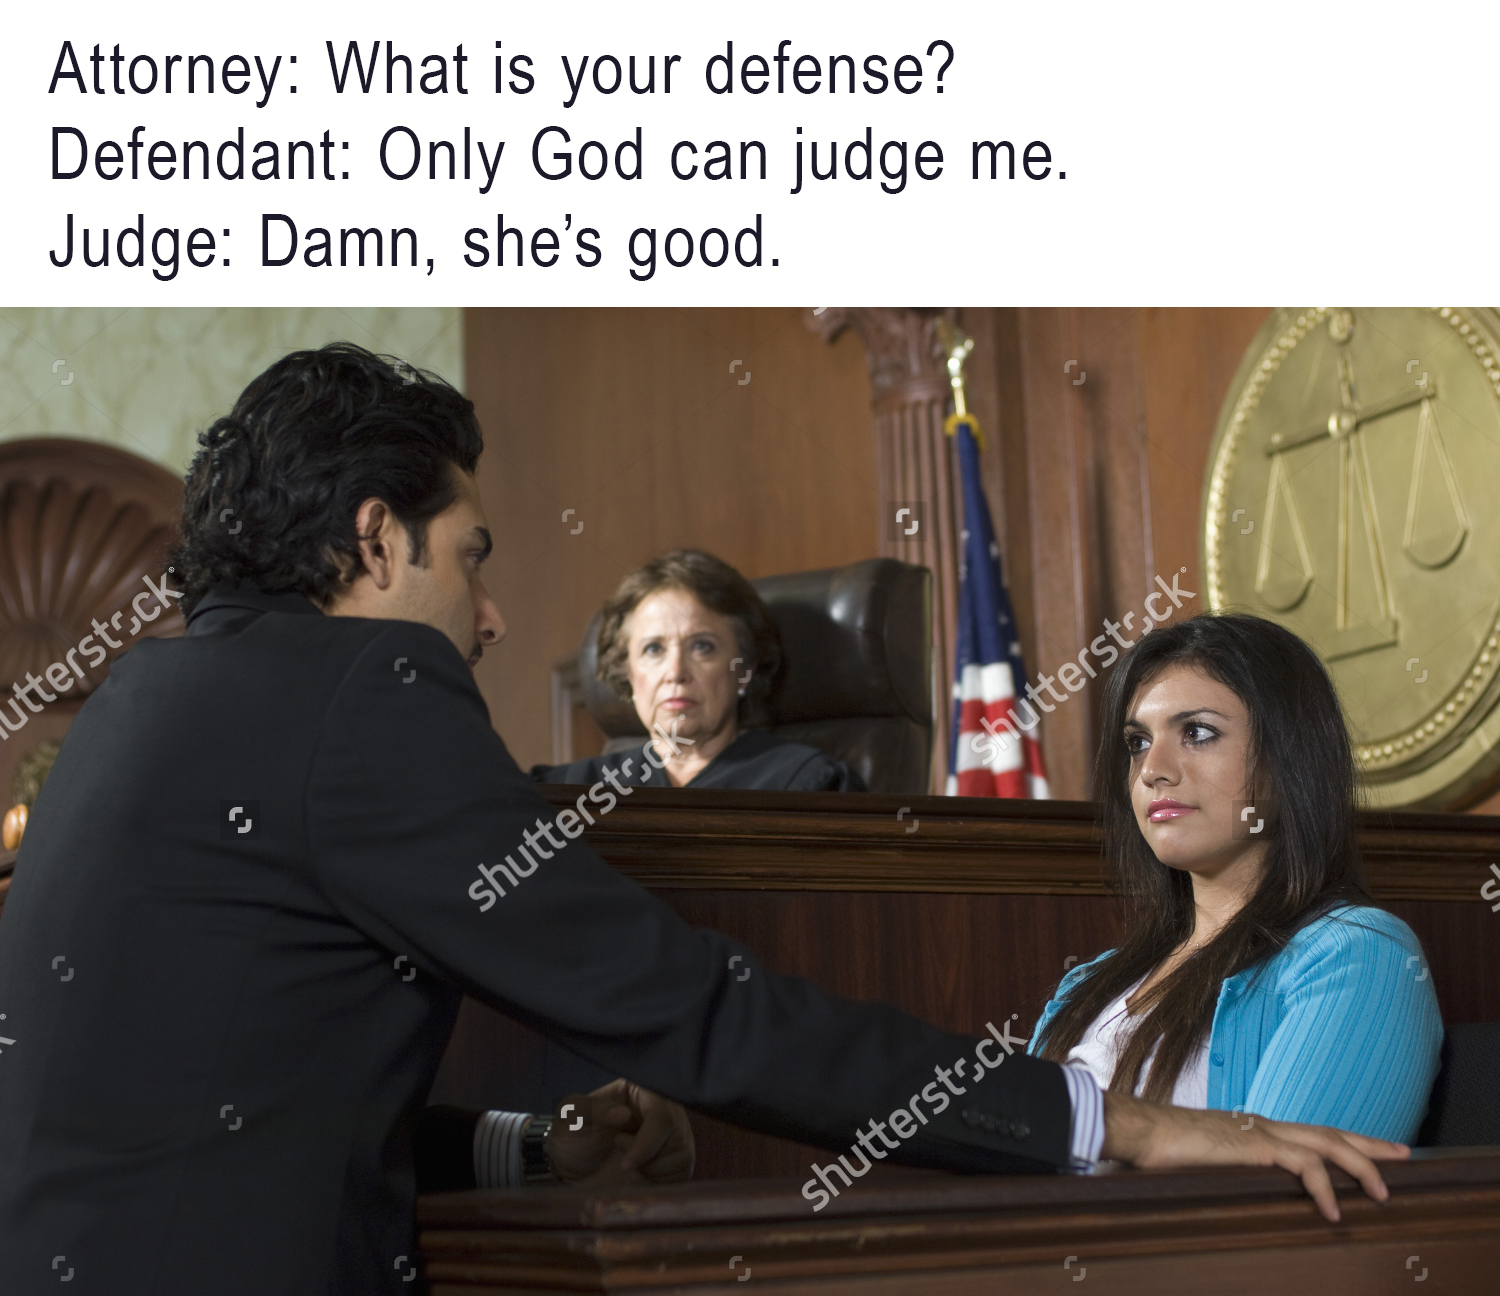 Attorney: What is your defense?
Defendant: Only God can judge me.
Judge: Damn, she’s good.
shutterstock
shutterstock
shutterstock
shutterstock